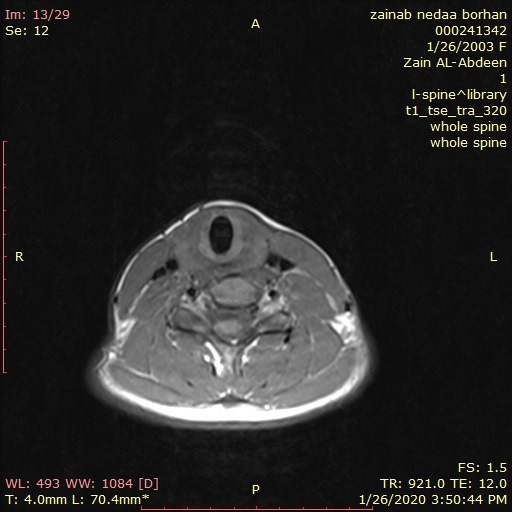 Im: 13/29
Se: 12
A
zainab nedaa borhan
000241342
1/26/2003 F
Zain AL-Abdeen
1
l-spine^library
t1_tse_tra_320
whole spine
whole spine
R
L
WL: 493 WW: 1084 [D]
T: 4.0mm L: 70.4mm*
P
FS: 1.5
TR: 921.0 TE: 12.0
1/26/2020 3:50:44 PM